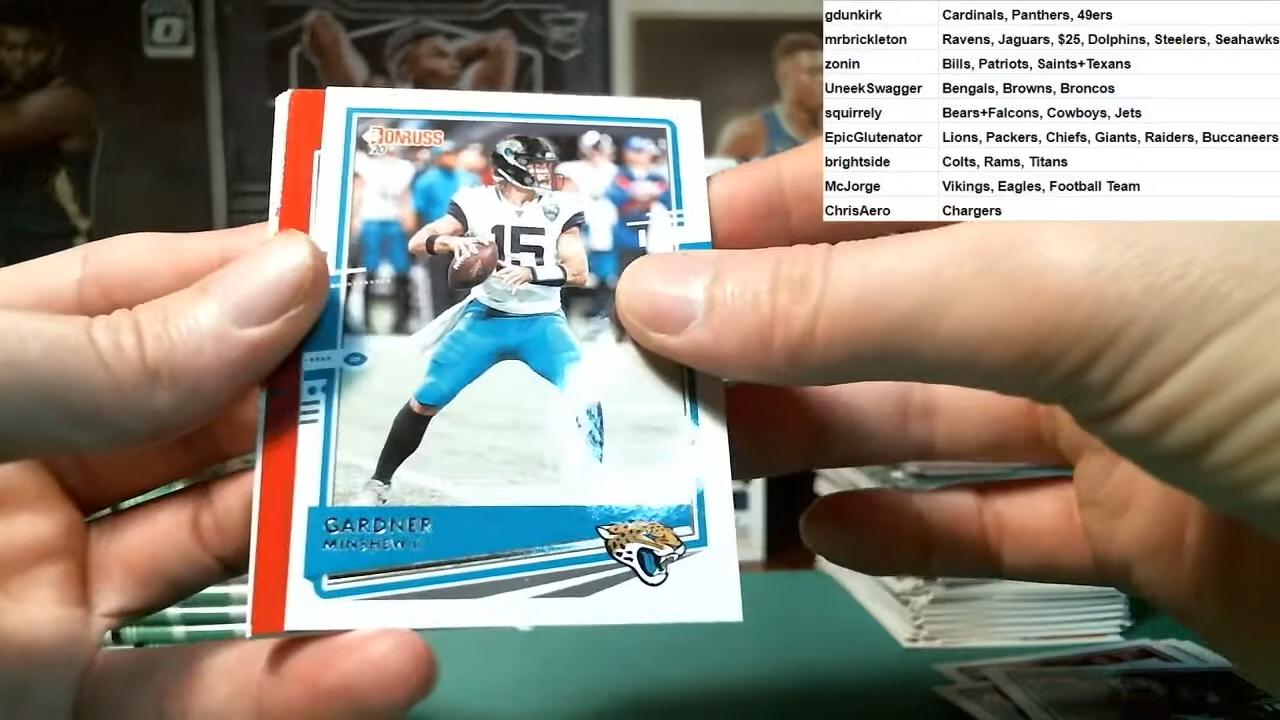 gdunkirk Cardinals, Panthers, 49ers
mrbrickleton Ravens, Jaguars, $25, Dolphins, Steelers, Seahawks
zonin Bills, Patriots, Saints+Texans
UneekSwagger Bengals, Browns, Broncos
squirrely Bears+Falcons, Cowboys, Jets
EpicGlutenator Lions, Packers, Chiefs, Giants, Raiders, Buccaneers
brightside Colts, Rams, Titans
McJorge Vikings, Eagles, Football Team
ChrisAero Chargers
DONRUSS
20
15
GARDNER
MINSHEW II